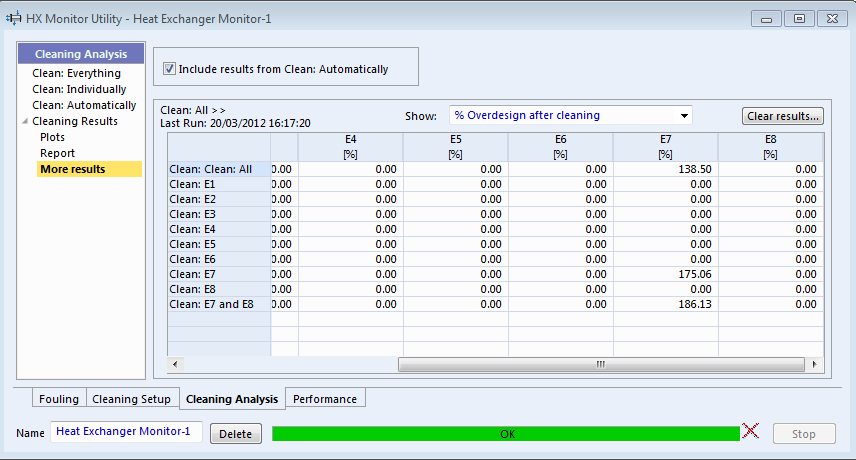 HX Monitor Utility - Heat Exchanger Monitor-1
Cleaning Analysis
Clean: Everything
Clean: Individually
Clean: Automatically
Cleaning Results
Plots
Report
More results
Include results from Clean: Automatically
Clean: All >>
Last Run: 20/03/2012 16:17:20
Show: % Overdesign after cleaning
Clear results...
E4 E5 E6 E7 E8
[%] [%] [%] [%] [%]
Clean: Clean: All 0.00 0.00 0.00 0.00 138.50 0.00
Clean: E1 0.00 0.00 0.00 0.00 0.00 0.00
Clean: E2 0.00 0.00 0.00 0.00 0.00 0.00
Clean: E3 0.00 0.00 0.00 0.00 0.00 0.00
Clean: E4 0.00 0.00 0.00 0.00 0.00 0.00
Clean: E5 0.00 0.00 0.00 0.00 0.00 0.00
Clean: E6 0.00 0.00 0.00 0.00 0.00 0.00
Clean: E7 0.00 0.00 0.00 0.00 175.06 0.00
Clean: E8 0.00 0.00 0.00 0.00 0.00 0.00
Clean: E7 and E8 0.00 0.00 0.00 0.00 186.13 0.00
Fouling Cleaning Setup Cleaning Analysis Performance
Name Heat Exchanger Monitor-1 Delete OK Stop